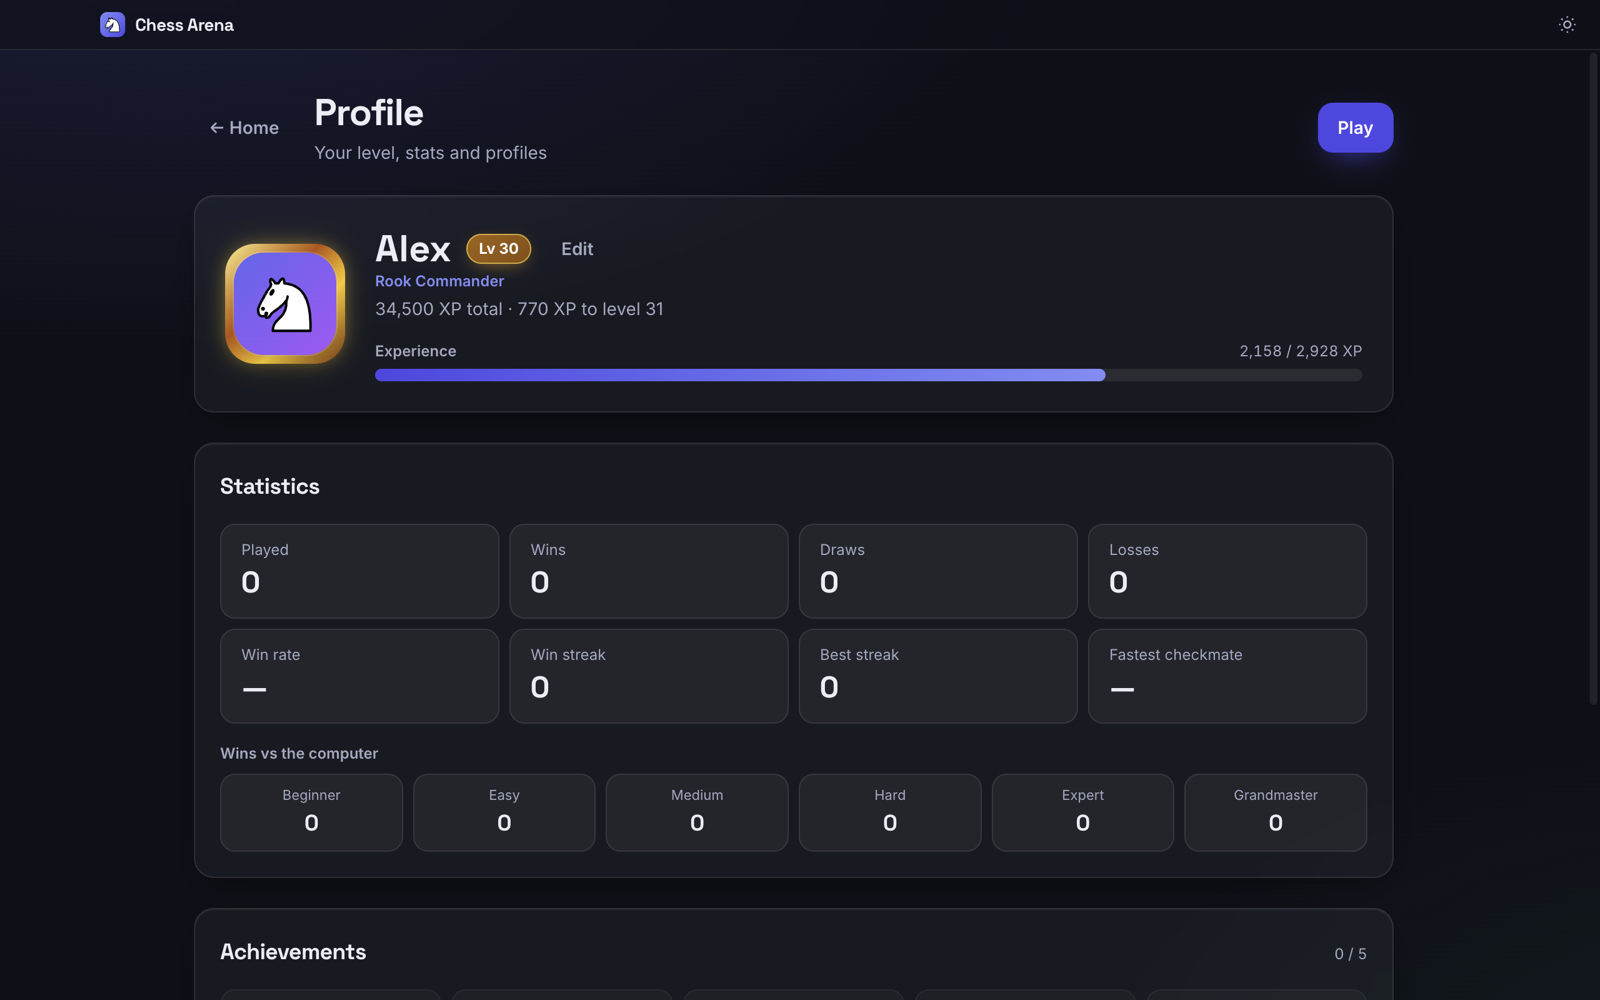 Chess Arena
← Home
Profile
Your level, stats and profiles
Play
Alex
Lv 30
Edit
Rook Commander
34,500 XP total · 770 XP to level 31
Experience
2,158 / 2,928 XP
Statistics
Played
0
Wins
0
Draws
0
Losses
0
Win rate
—
Win streak
0
Best streak
0
Fastest checkmate
—
Wins vs the computer
Beginner
0
Easy
0
Medium
0
Hard
0
Expert
0
Grandmaster
0
Achievements
0 / 5